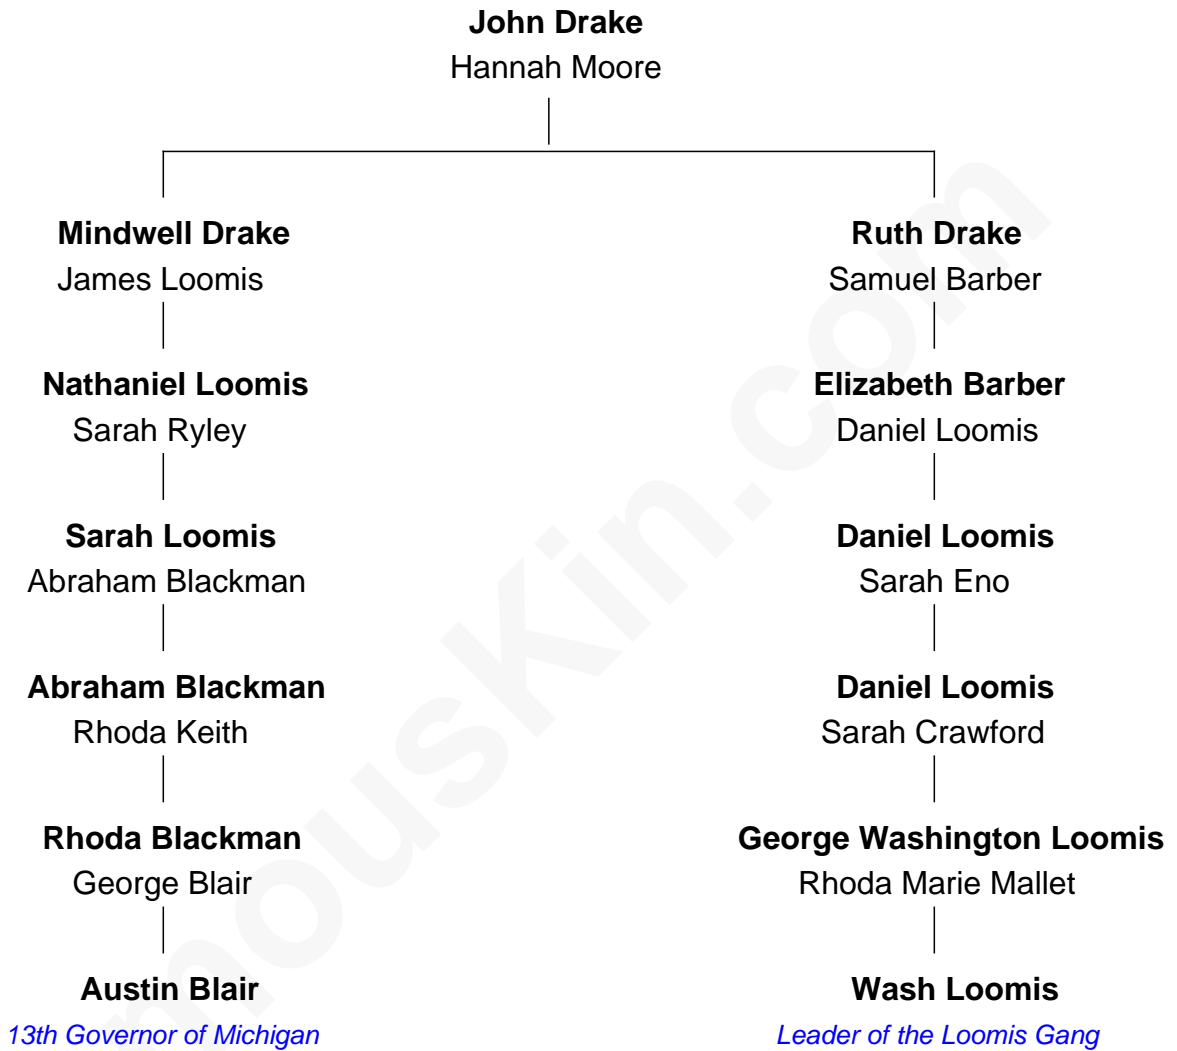 John Drake
Hannah Moore
Mindwell Drake
James Loomis
Ruth Drake
Samuel Barber
Nathaniel Loomis
Sarah Ryley
Elizabeth Barber
Daniel Loomis
Sarah Loomis
Abraham Blackman
Daniel Loomis
Sarah Eno
Abraham Blackman
Rhoda Keith
Daniel Loomis
Sarah Crawford
Rhoda Blackman
George Blair
George Washington Loomis
Rhoda Marie Mallet
Austin Blair
13th Governor of Michigan
Wash Loomis
Leader of the Loomis Gang
mousKin.com